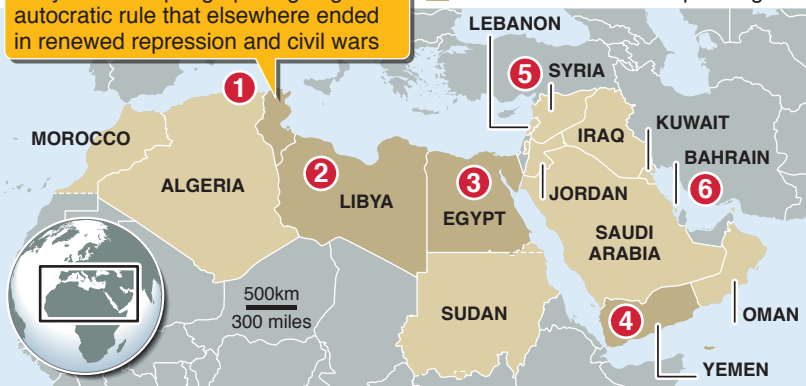 autocratic rule that elsewhere ended
in renewed repression and civil wars
LEBANON
1
5
SYRIA
MOROCCO
IRAQ
KUWAIT
BAHRAIN
2
3
6
ALGERIA
LIBYA
EGYPT
JORDAN
SAUDI
ARABIA
500km
300 miles
SUDAN
4
OMAN
YEMEN